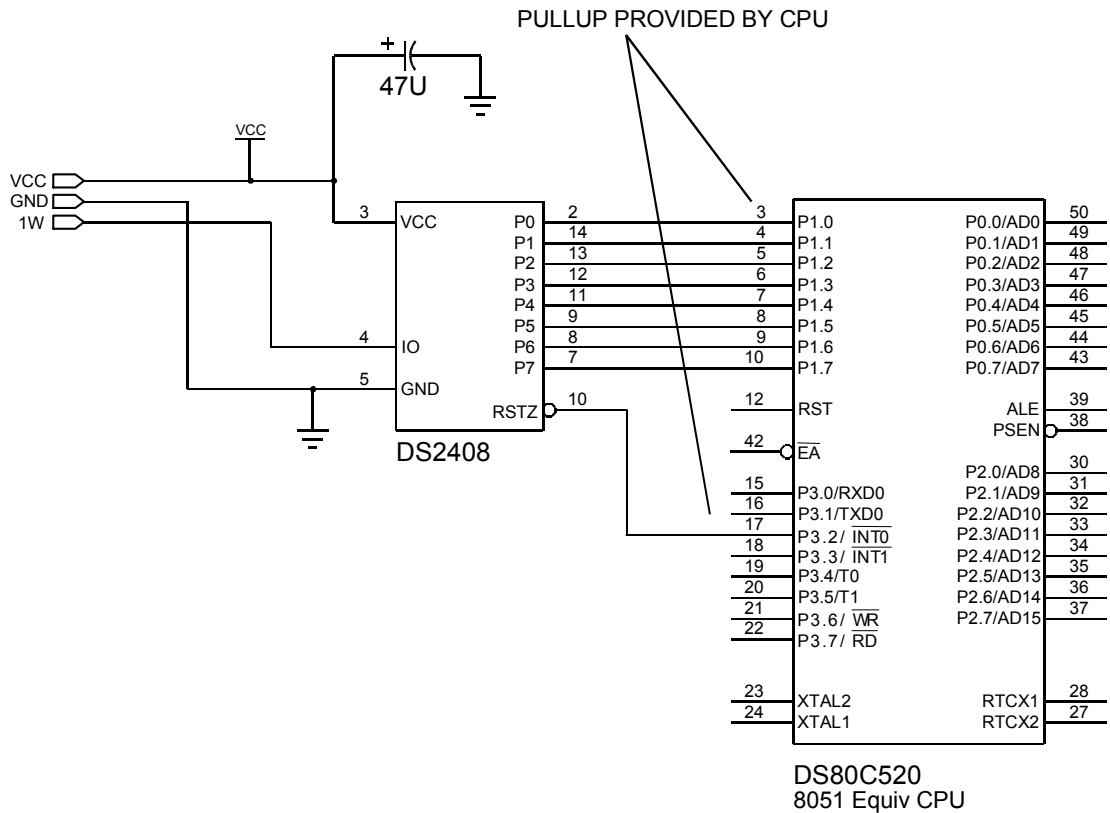 PULLUP PROVIDED BY CPU
+
47U
VCC
VCC
GND
1W
3 VCC
4 IO
5 GND
P0 2
P1 14
P2 13
P3 12
P4 11
P5 9
P6 8
P7 7
RSTZ 10
DS2408
3 P1.0
4 P1.1
5 P1.2
6 P1.3
7 P1.4
8 P1.5
9 P1.6
10 P1.7
12 RST
42 EA
15 P3.0/RXD0
16 P3.1/TXD0
17 P3.2/ INT0
18 P3.3/ INT1
19 P3.4/T0
20 P3.5/T1
21 P3.6/ WR
22 P3.7/ RD
23 XTAL2
24 XTAL1
P0.0/AD0 50
P0.1/AD1 49
P0.2/AD2 48
P0.3/AD3 47
P0.4/AD4 46
P0.5/AD5 45
P0.6/AD6 44
P0.7/AD7 43
ALE 39
PSEN 38
P2.0/AD8 30
P2.1/AD9 31
P2.2/AD10 32
P2.3/AD11 33
P2.4/AD12 34
P2.5/AD13 35
P2.6/AD14 36
P2.7/AD15 37
RTCX1 28
RTCX2 27
DS80C520
8051 Equiv CPU